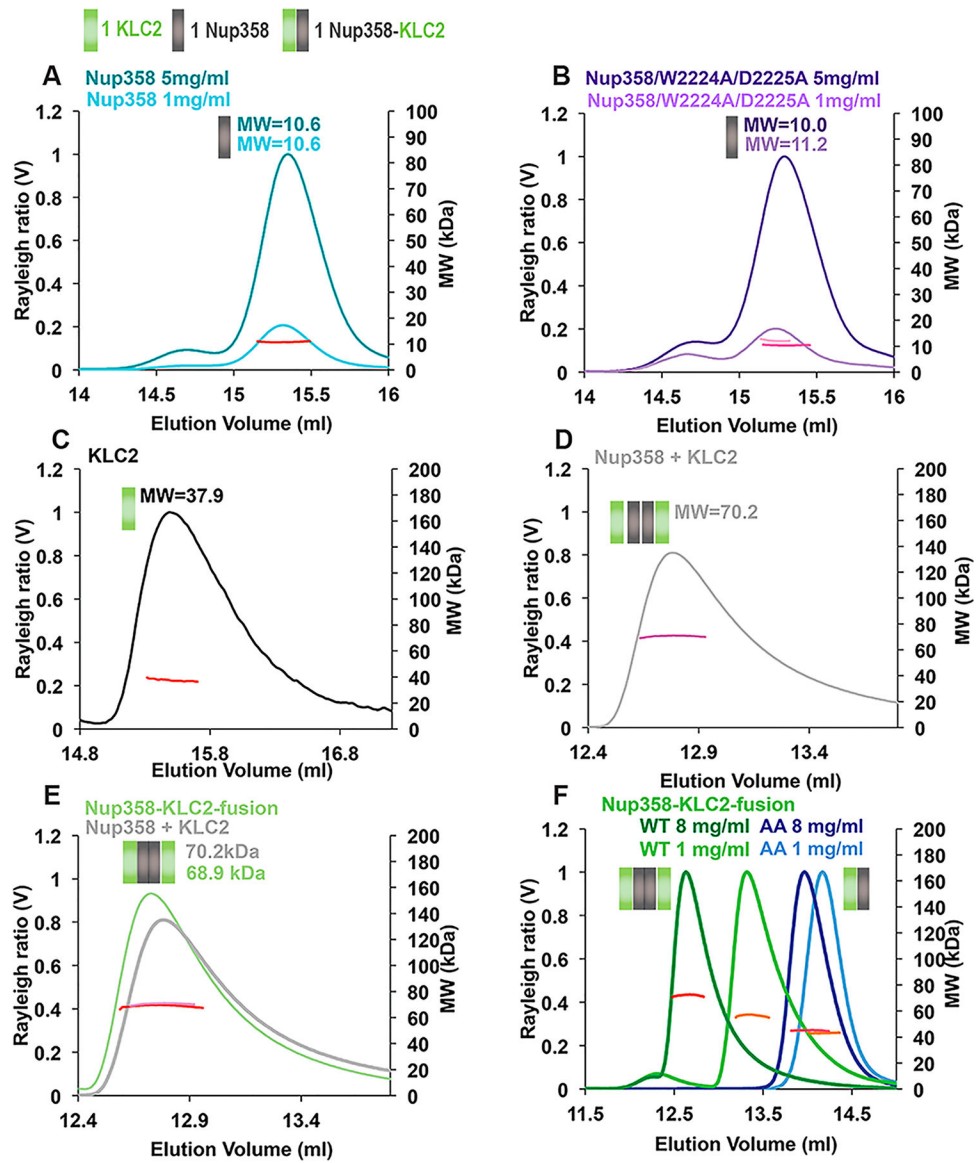 1 KLC2 1 Nup358 1 Nup358-KLC2
A
Nup358 5mg/ml
Nup358 1mg/ml
MW=10.6
MW=10.6
Rayleigh ratio (V)
1.2
1
0.8
0.6
0.4
0.2
0
MW (kDa)
100
90
80
70
60
50
40
30
20
10
0
14 14.5 15 15.5 16
Elution Volume (ml)
B
Nup358/W2224A/D2225A 5mg/ml
Nup358/W2224A/D2225A 1mg/ml
MW=10.0
MW=11.2
Rayleigh ratio (V)
1.2
1
0.8
0.6
0.4
0.2
0
MW (kDa)
100
90
80
70
60
50
40
30
20
10
0
14 14.5 15 15.5 16
Elution Volume (ml)
C
KLC2
MW=37.9
Rayleigh ratio (V)
1.2
1
0.8
0.6
0.4
0.2
0
MW (kDa)
200
180
160
140
120
100
80
60
40
20
0
14.8 15.8 16.8
Elution Volume (ml)
D
Nup358 + KLC2
MW=70.2
Rayleigh ratio (V)
1.2
1
0.8
0.6
0.4
0.2
0
MW (kDa)
200
180
160
140
120
100
80
60
40
20
0
12.4 12.9 13.4
Elution Volume (ml)
E
Nup358-KLC2-fusion
Nup358 + KLC2
70.2kDa
68.9 kDa
Rayleigh ratio (V)
1.2
1
0.8
0.6
0.4
0.2
0
MW (kDa)
200
180
160
140
120
100
80
60
40
20
0
12.4 12.9 13.4
Elution Volume (ml)
F
Nup358-KLC2-fusion
WT 8 mg/ml AA 8 mg/ml
WT 1 mg/ml AA 1 mg/ml
Rayleigh ratio (V)
1.2
1
0.8
0.6
0.4
0.2
0
MW (kDa)
200
180
160
140
120
100
80
60
40
20
0
11.5 12.5 13.5 14.5
Elution Volume (ml)